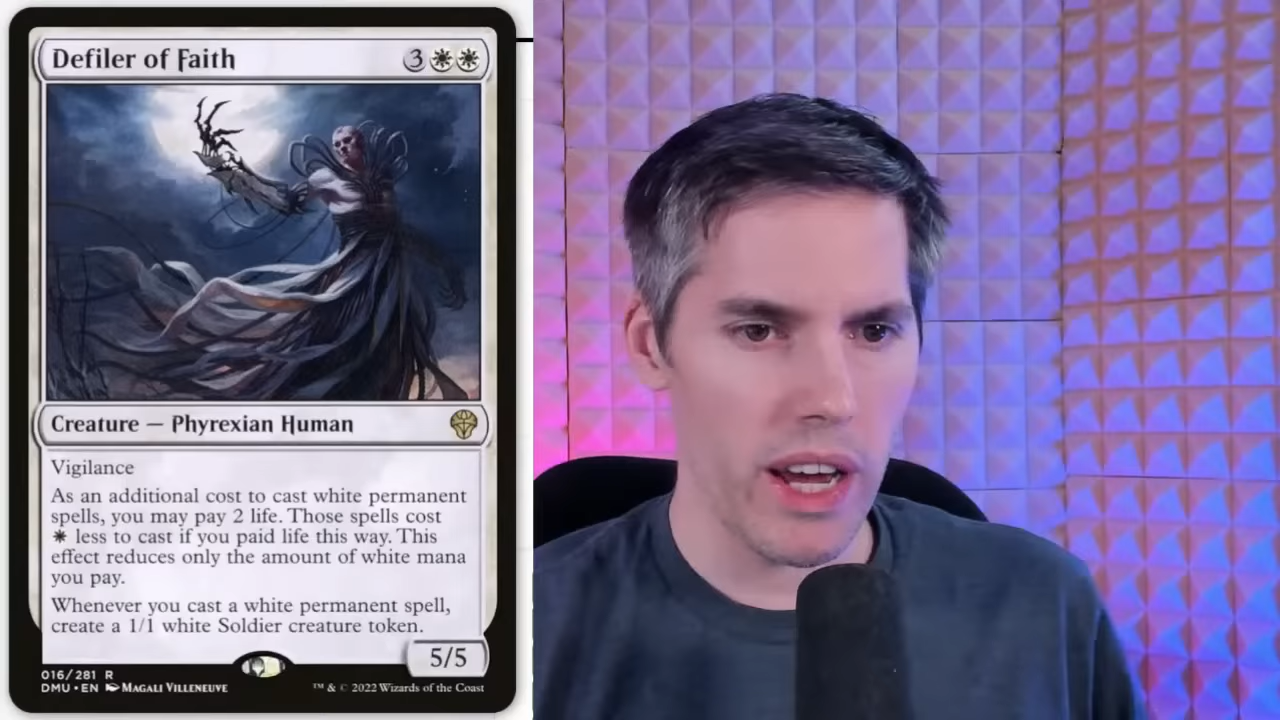 Defiler of Faith 3
Creature — Phyrexian Human
Vigilance
As an additional cost to cast white permanent
spells, you may pay 2 life. Those spells cost
less to cast if you paid life this way. This
effect reduces only the amount of white mana
you pay.
Whenever you cast a white permanent spell,
create a 1/1 white Soldier creature token.
5/5
016/281 R
DMU • EN Magali Villeneuve
™ & © 2022 Wizards of the Coast